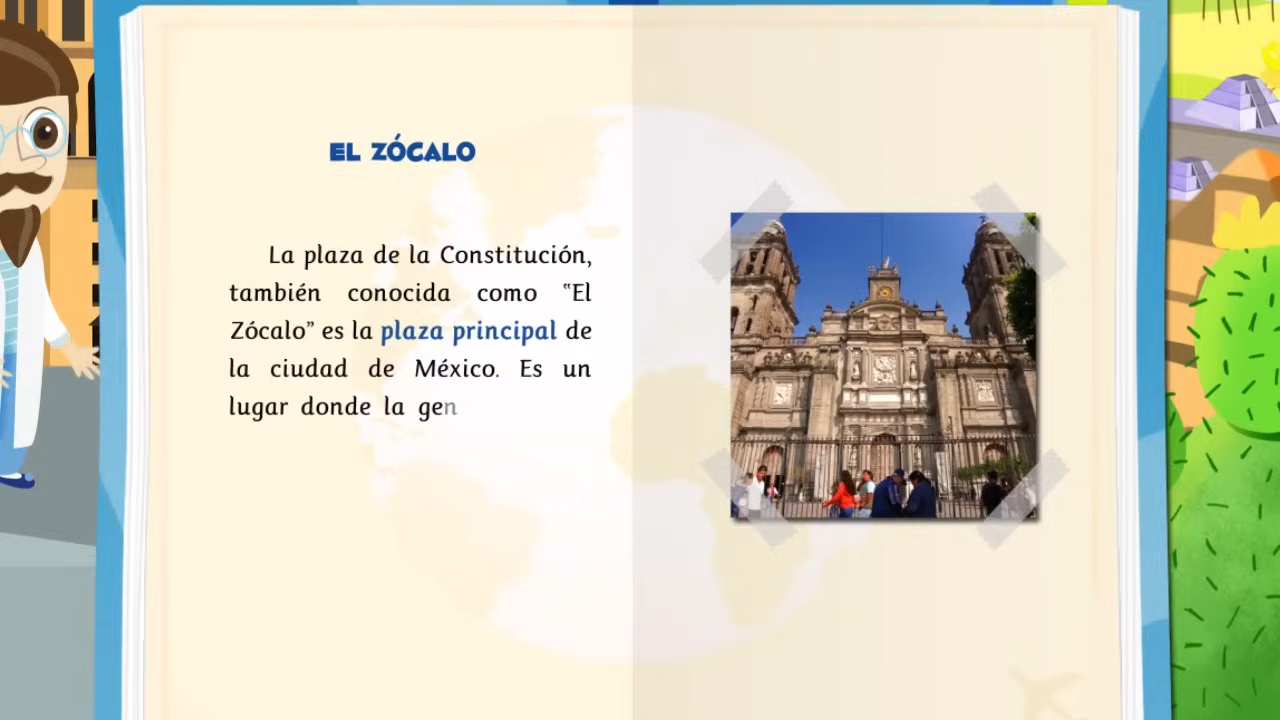 EL ZÓCALO
La plaza de la Constitución,
también conocida como “El
Zócalo” es la plaza principal de
la ciudad de México. Es un
lugar donde la gen